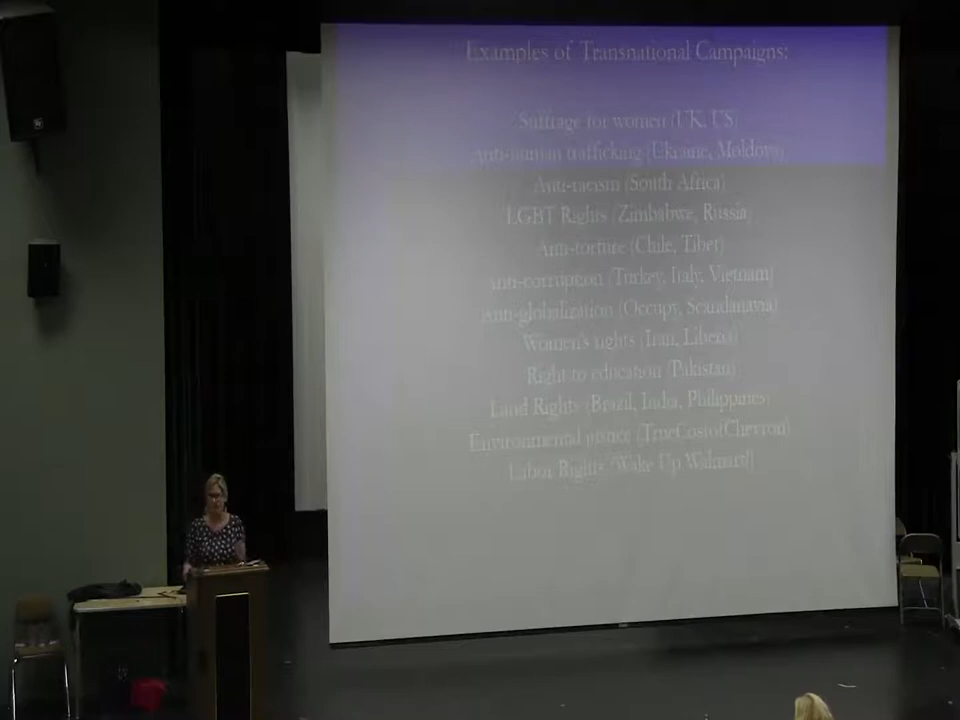 Examples of Transnational Campaigns:
Suffrage for women (UK, US)
Anti-human trafficking (Ukraine, Moldova)
Anti-racism (South Africa)
LGBT Rights (Zimbabwe, Russia)
Anti-torture (Chile, Tibet)
Anti-corruption (Turkey, Italy, Vietnam)
Anti-globalization (Occupy, Scandanavia)
Women's rights (Iran, Liberia)
Right to education (Pakistan)
Land Rights (Brazil, India, Philippines)
Environmental justice (TrueCostofChevron)
Labor Rights (Wake Up Walmart!)